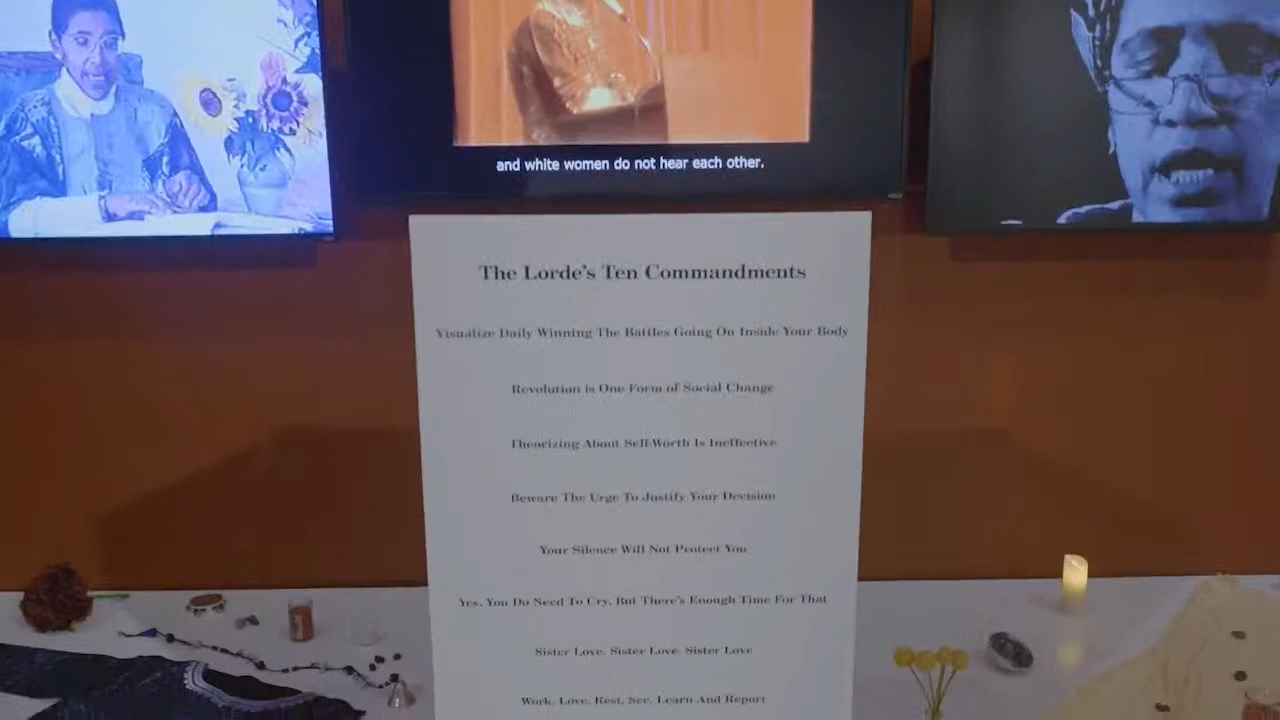 and white women do not hear each other.
The Lorde's Ten Commandments
Visualize Daily Winning The Battles Going On Inside Your Body
Revolution is One Form of Social Change
Theorizing About Self-Worth Is Ineffective
Beware The Urge To Justify Your Decision
Your Silence Will Not Protect You
Yes, You Do Need To Cry, But There's Enough Time For That
Sister Love, Sister Love, Sister Love
Work, Love, Rest, See, Learn And Report